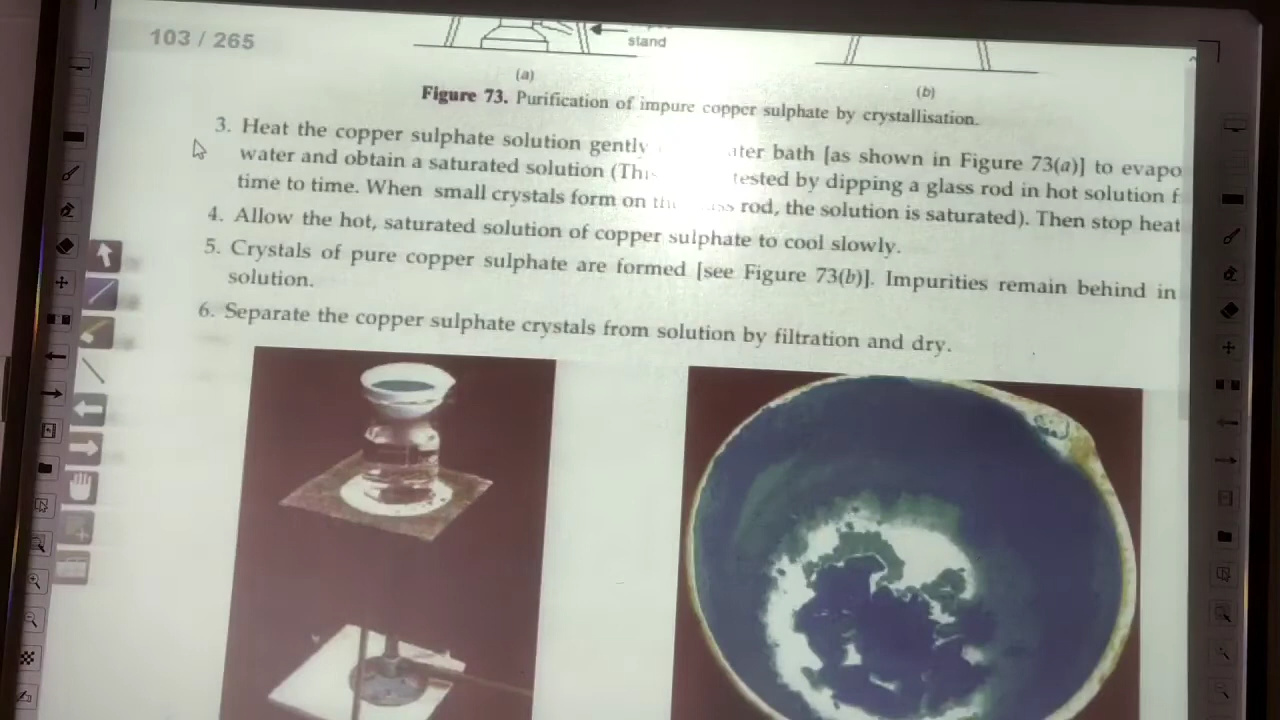 103 / 265
stand
(a)
(b)
Figure 73. Purification of impure copper sulphate by crystallisation.
3. Heat the copper sulphate solution gently ater bath [as shown in Figure 73(a)] to evapo
water and obtain a saturated solution (This tested by dipping a glass rod in hot solution f
time to time. When small crystals form on the rod, the solution is saturated). Then stop heat
4. Allow the hot, saturated solution of copper sulphate to cool slowly.
5. Crystals of pure copper sulphate are formed [see Figure 73(b)]. Impurities remain behind in
solution.
6. Separate the copper sulphate crystals from solution by filtration and dry.